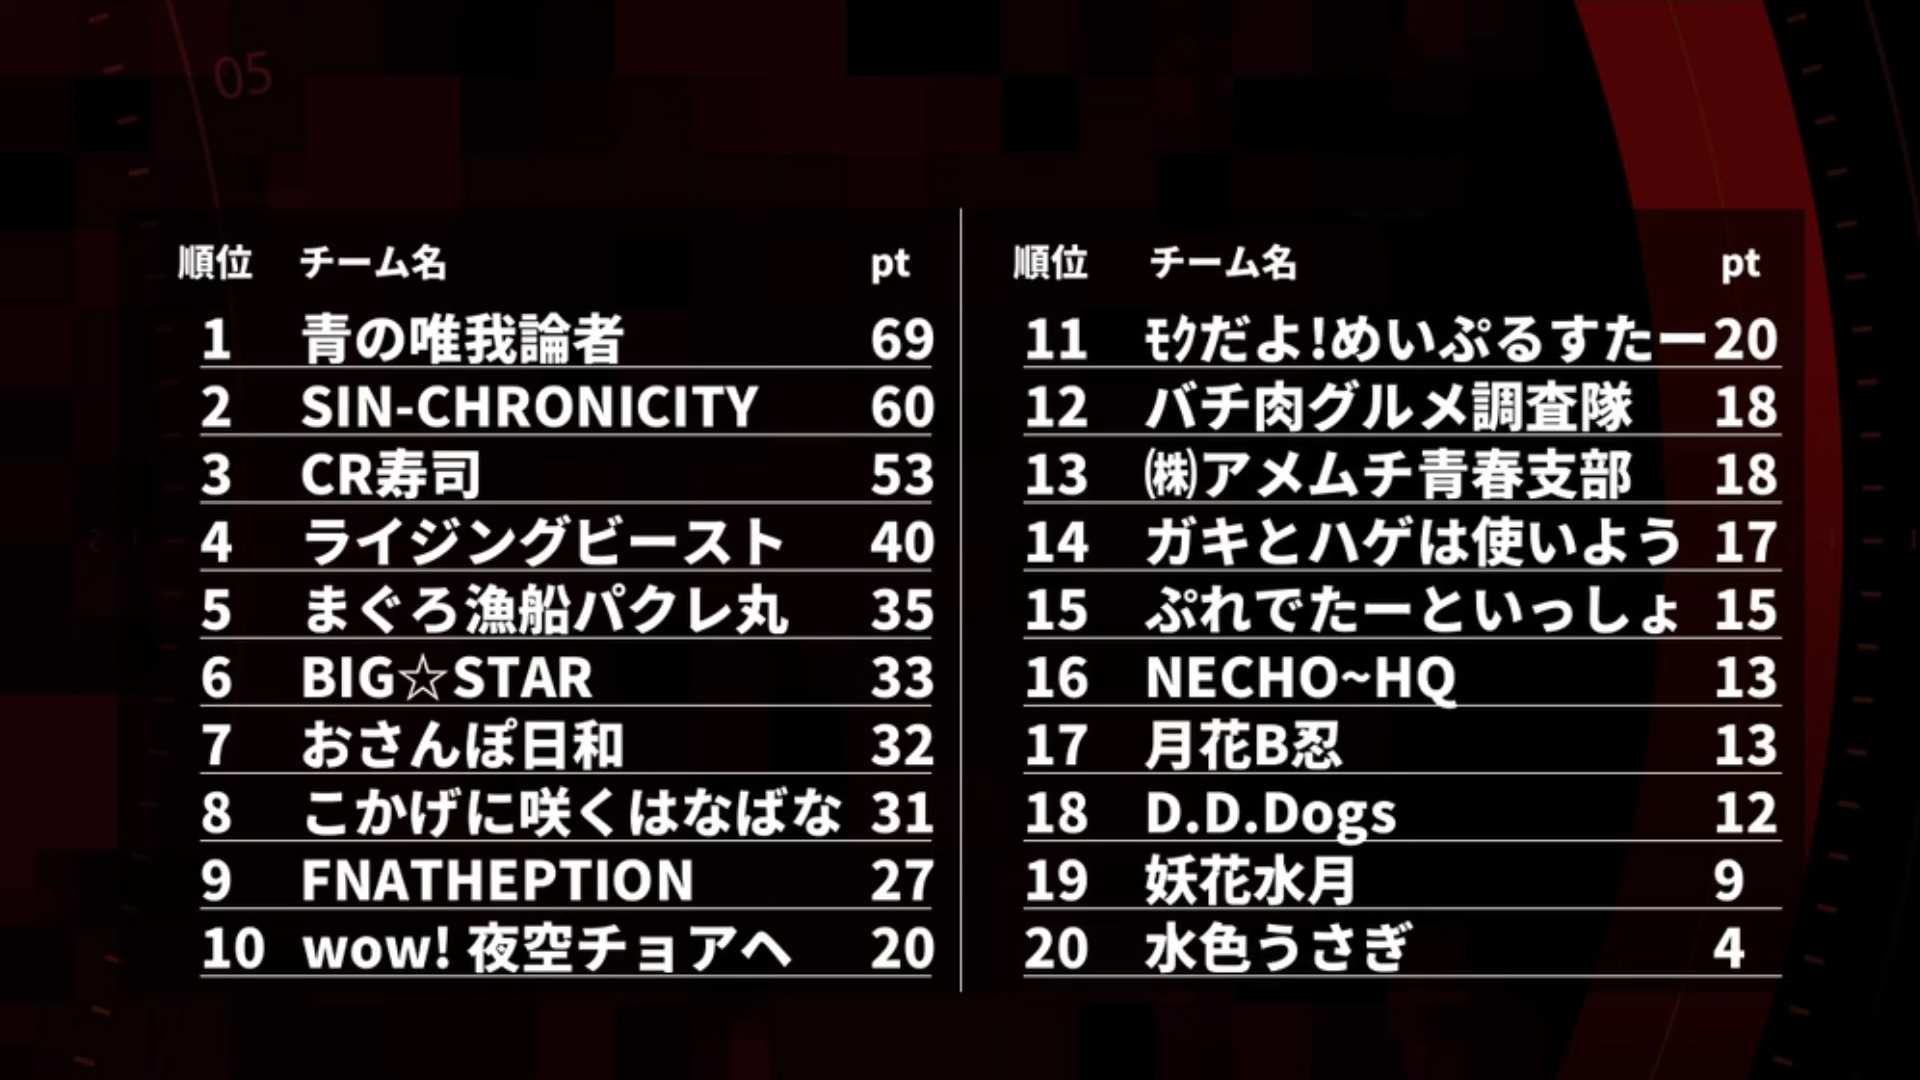 05
順位 チーム名 pt
1 青の唯我論者 69
2 SIN-CHRONICITY 60
3 CR寿司 53
4 ライジングビースト 40
5 まぐろ漁船パクレ丸 35
6 BIG☆STAR 33
7 おさんぽ日和 32
8 こかげに咲くはなばな 31
9 FNATHEPTION 27
10 wow! 夜空チョアへ 20
順位 チーム名 pt
11 ﾓｸだよ!めいぷるすたー 20
12 バチ肉グルメ調査隊 18
13 ㈱アメムチ青春支部 18
14 ガキとハゲは使いよう 17
15 ぷれでたーといっしょ 15
16 NECHO~HQ 13
17 月花B忍 13
18 D.D.Dogs 12
19 妖花水月 9
20 水色うさぎ 4